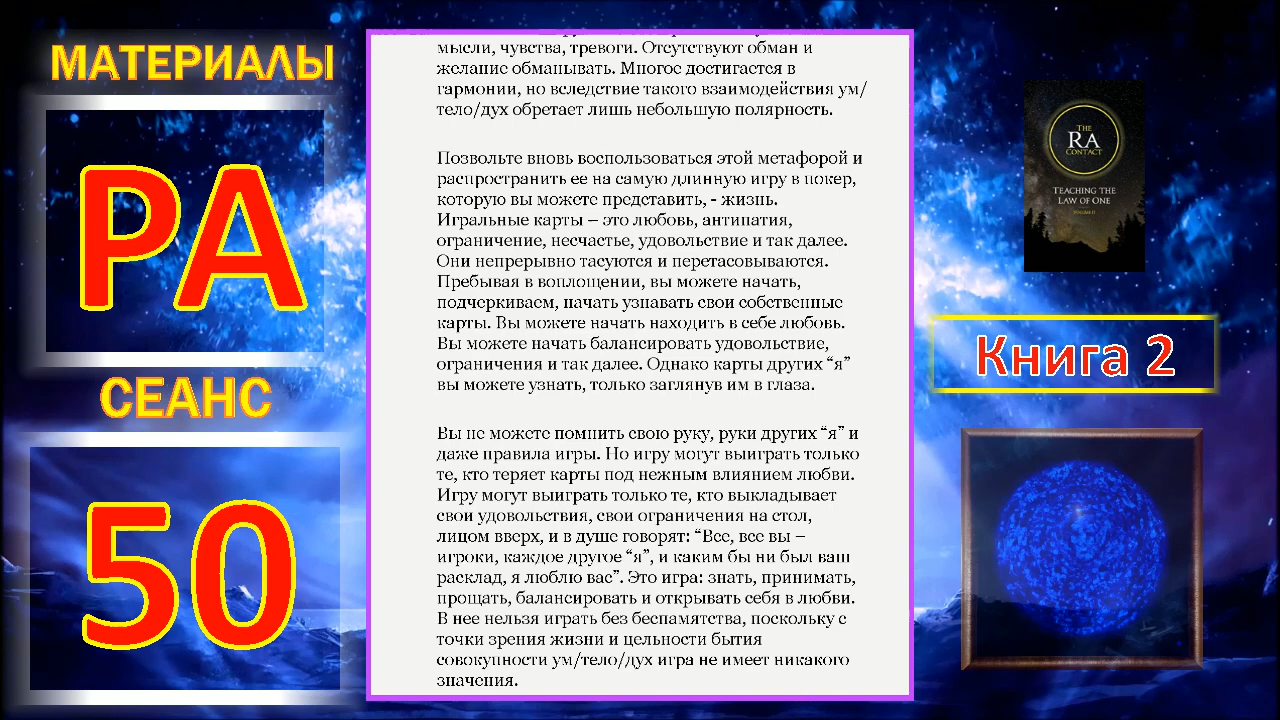 МАТЕРИАЛЫ
РА
СЕАНС
50
мысли, чувства, тревоги. Отсутствуют обман и
желание обманывать. Многое достигается в
гармонии, но вследствие такого взаимодействия ум/
тело/дух обретает лишь небольшую полярность.
Позвольте вновь воспользоваться этой метафорой и
распространить ее на самую длинную игру в покер,
которую вы можете представить, - жизнь.
Игральные карты – это любовь, антипатия,
ограничение, несчастье, удовольствие и так далее.
Они непрерывно тасуются и перетасовываются.
Пребывая в воплощении, вы можете начать,
подчеркиваем, начать узнавать свои собственные
карты. Вы можете начать находить в себе любовь.
Вы можете начать балансировать удовольствие,
ограничения и так далее. Однако карты других “я”
вы можете узнать, только заглянув им в глаза.
Вы не можете помнить свою руку, руки других “я” и
даже правила игры. Но игру могут выиграть только
те, кто теряет карты под нежным влиянием любви.
Игру могут выиграть только те, кто выкладывает
свои удовольствия, свои ограничения на стол,
лицом вверх, и в душе говорят: “Все, все вы –
игроки, каждое другое “я”, и каким бы ни был ваш
расклад, я люблю вас”. Это игра: знать, принимать,
прощать, балансировать и открывать себя в любви.
В нее нельзя играть без беспамятства, поскольку с
точки зрения жизни и цельности бытия
совокупности ум/тело/дух игра не имеет никакого
значения.
THE
RA
CONTACT
TEACHING THE
LAW OF ONE
Книга 2